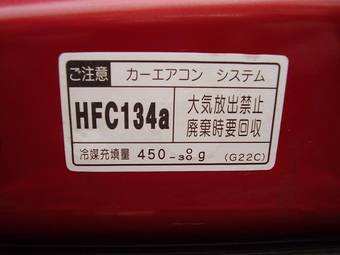 ご注意 カーエアコン システム
HFC134a
大気放出禁止
廃棄時要回収
冷媒充填量 450 -⁰₃₀ g (G22C)